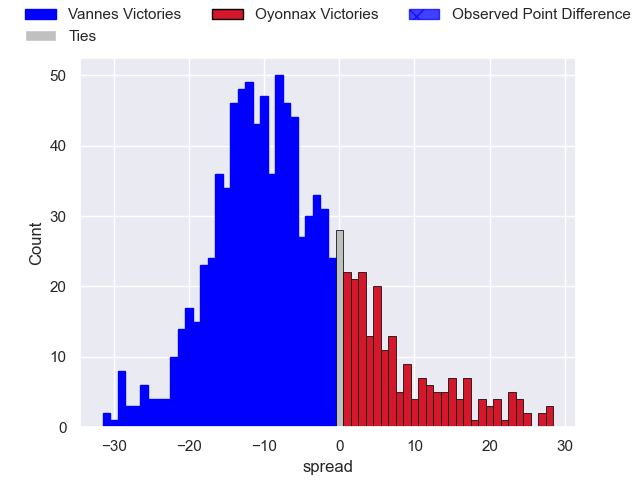 Vannes Victories Oyonnax Victories Observed Point Difference
Ties
50
40
30
20
10
0
Count
−30 −20 −10 0 10 20 30
spread